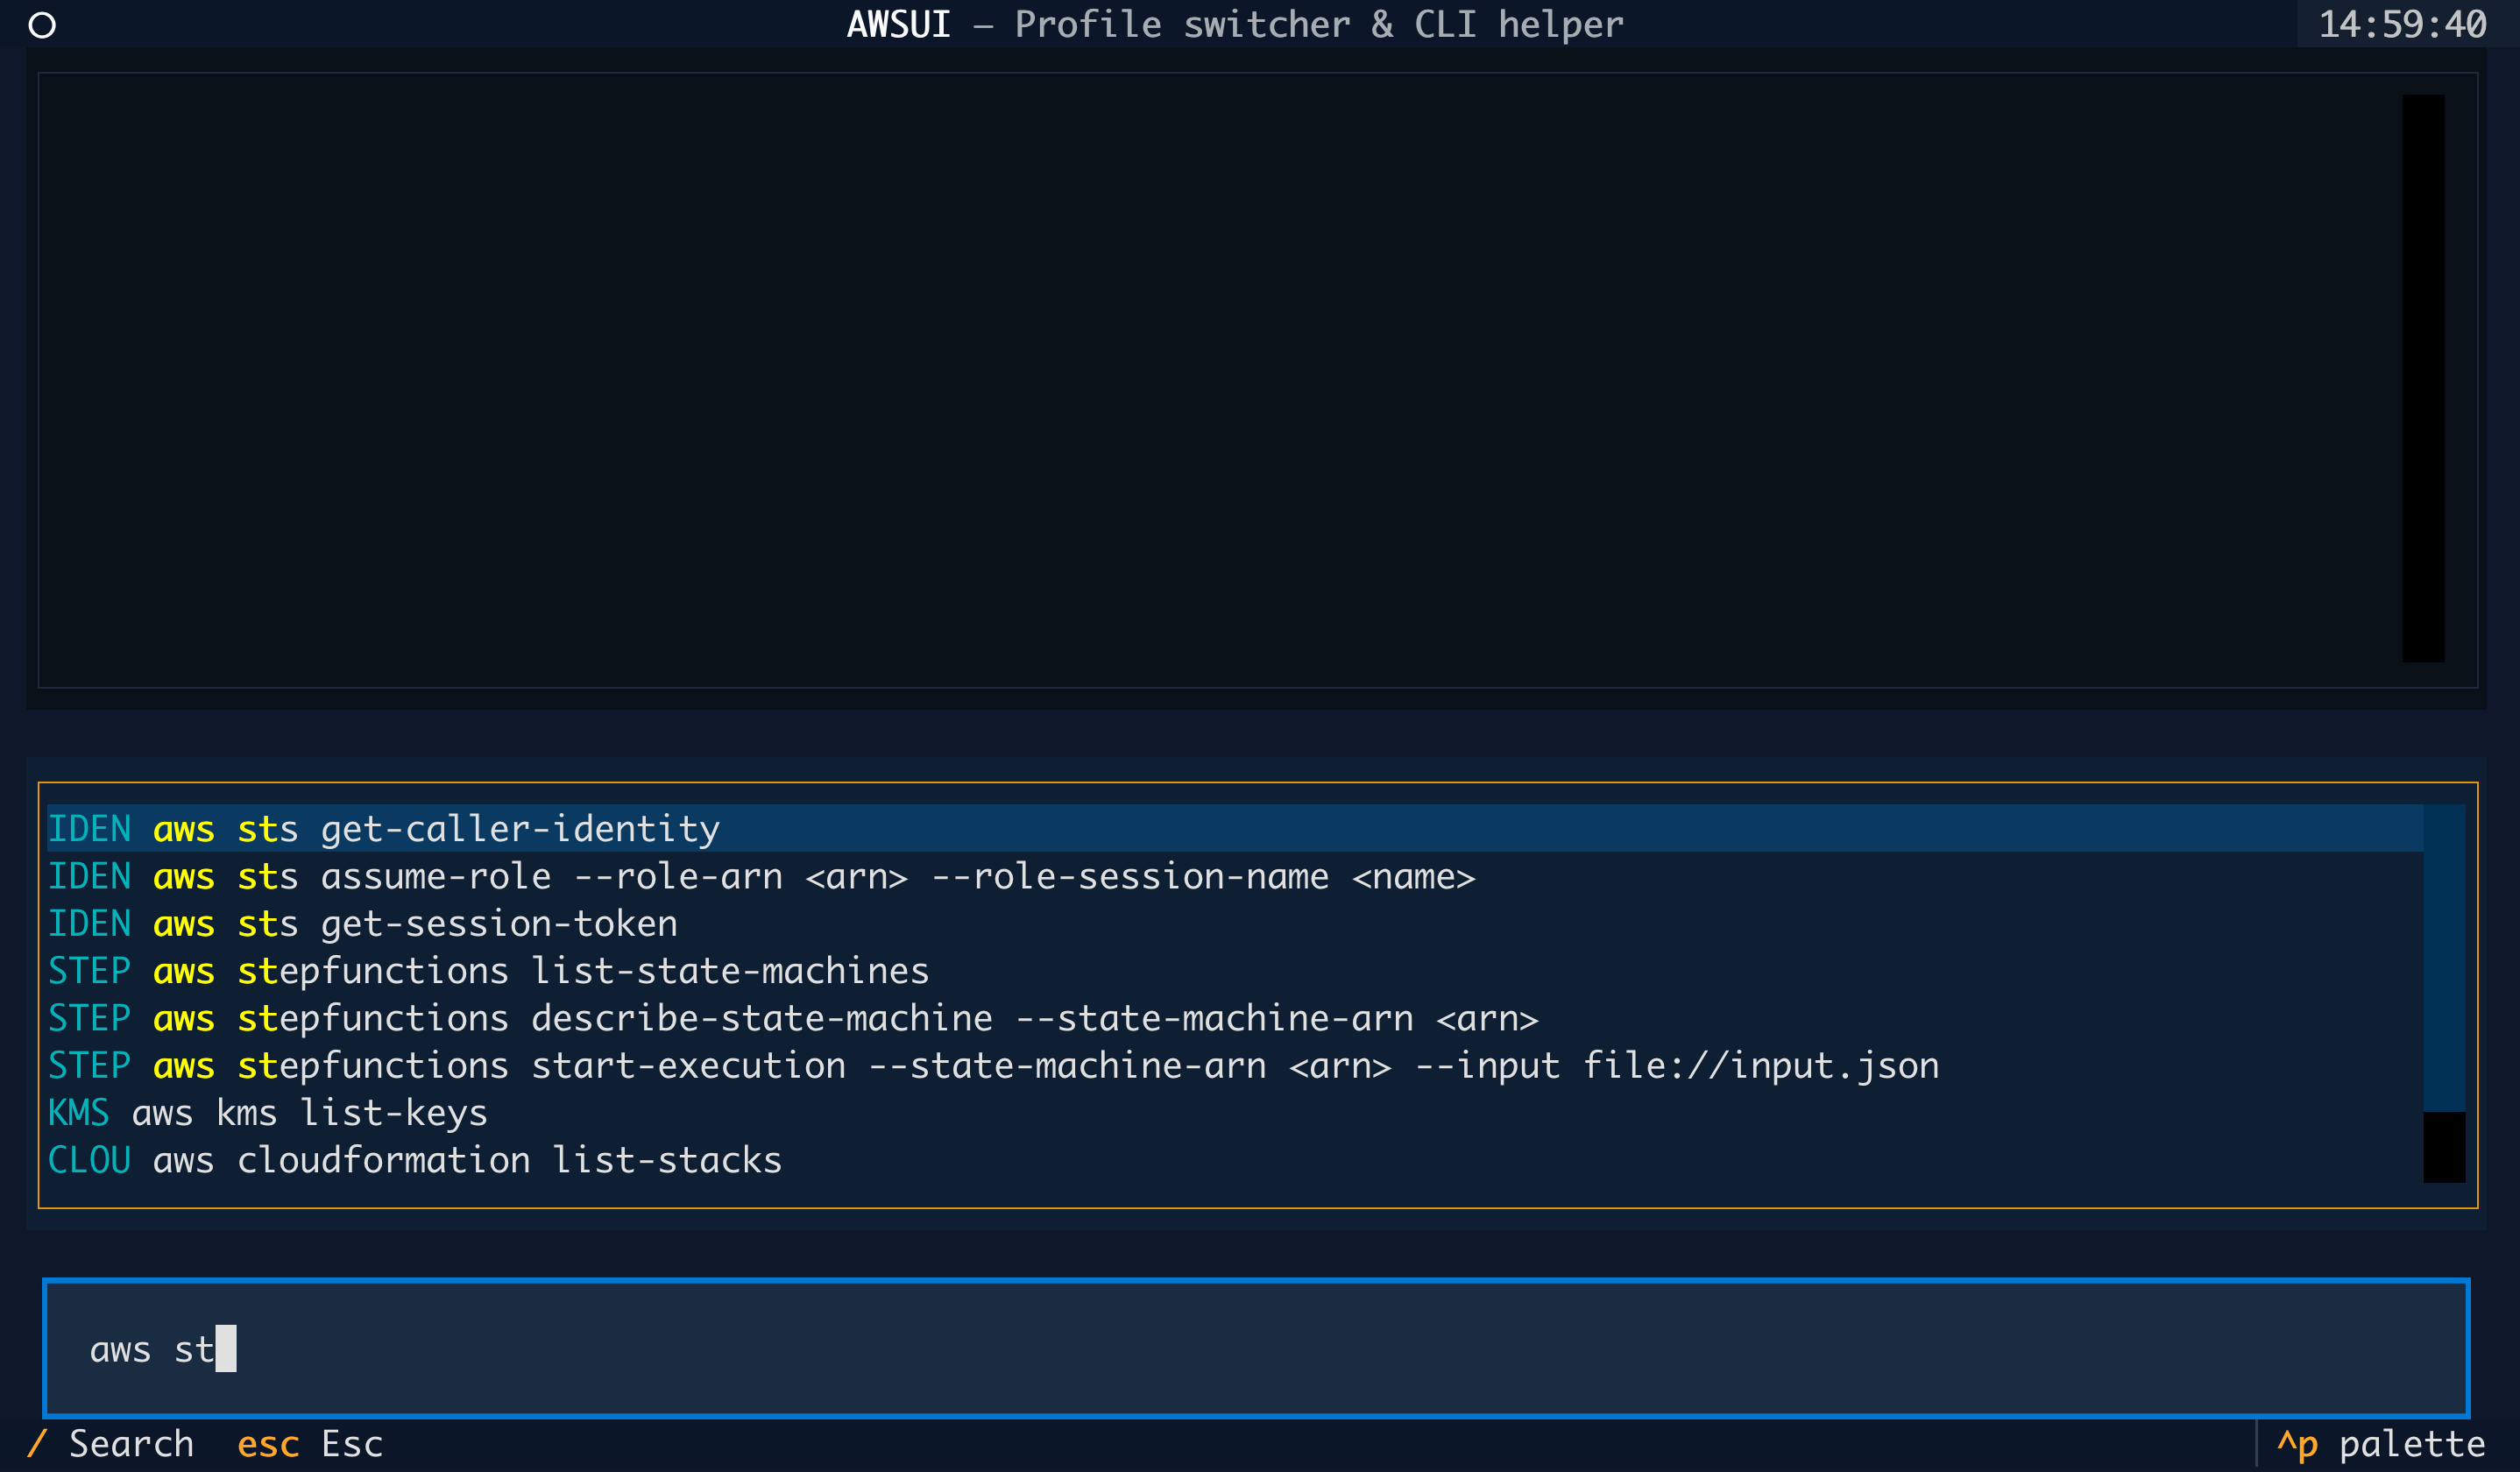 AWSUI — Profile switcher & CLI helper
14:59:40
IDEN aws sts get-caller-identity
IDEN aws sts assume-role --role-arn <arn> --role-session-name <name>
IDEN aws sts get-session-token
STEP aws stepfunctions list-state-machines
STEP aws stepfunctions describe-state-machine --state-machine-arn <arn>
STEP aws stepfunctions start-execution --state-machine-arn <arn> --input file://input.json
KMS aws kms list-keys
CLOU aws cloudformation list-stacks
aws st
/ Search esc Esc
^p palette